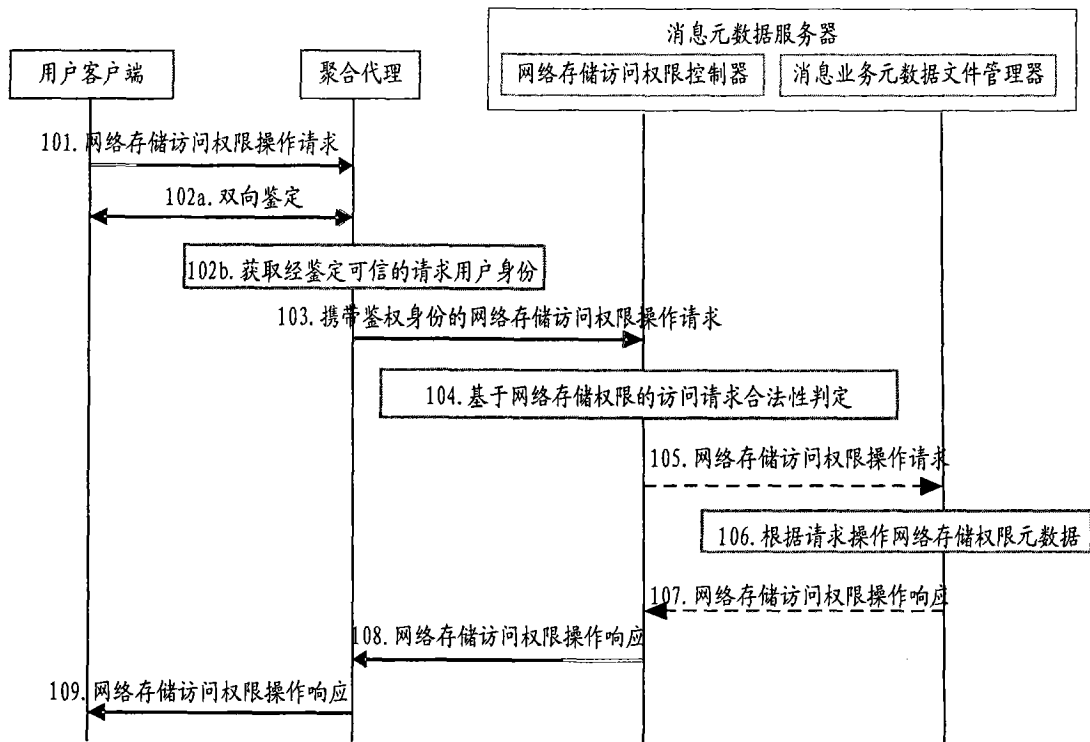 消息元数据服务器
用户客户端
聚合代理
网络存储访问权限控制器
消息业务元数据文件管理器
101.网络存储访问权限操作请求
102a.双向鉴定
102b.获取经鉴定可信的请求用户身份
103.携带鉴权身份的网络存储访问权限操作请求
104.基于网络存储权限的访问请求合法性判定
105.网络存储访问权限操作请求
106.根据请求操作网络存储权限元数据
107.网络存储访问权限操作响应
108.网络存储访问权限操作响应
109.网络存储访问权限操作响应